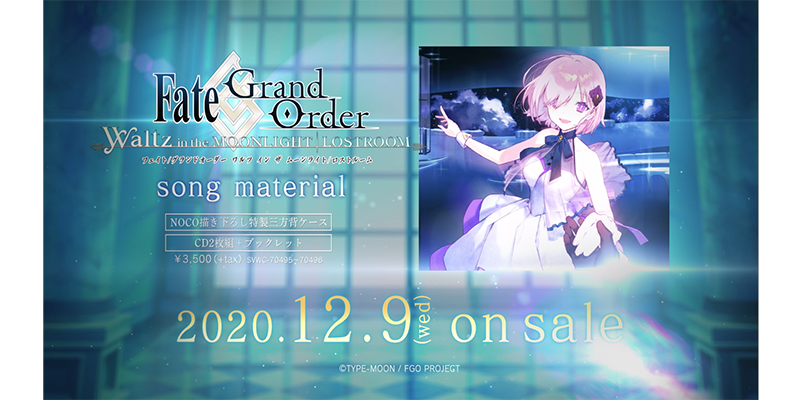 Fate Grand Order
Waltz in the MOONLIGHT | LOSTROOM
フェイト/グランドオーダー ワルツ イン ザ ムーンライト/ロストルーム
song material
NOCO描き下ろし特製三方背ケース
CD2枚組+ブックレット
¥3,500(+tax) SVWC-70495~70496
2020.12.9(wed) on sale
©TYPE-MOON / FGO PROJECT